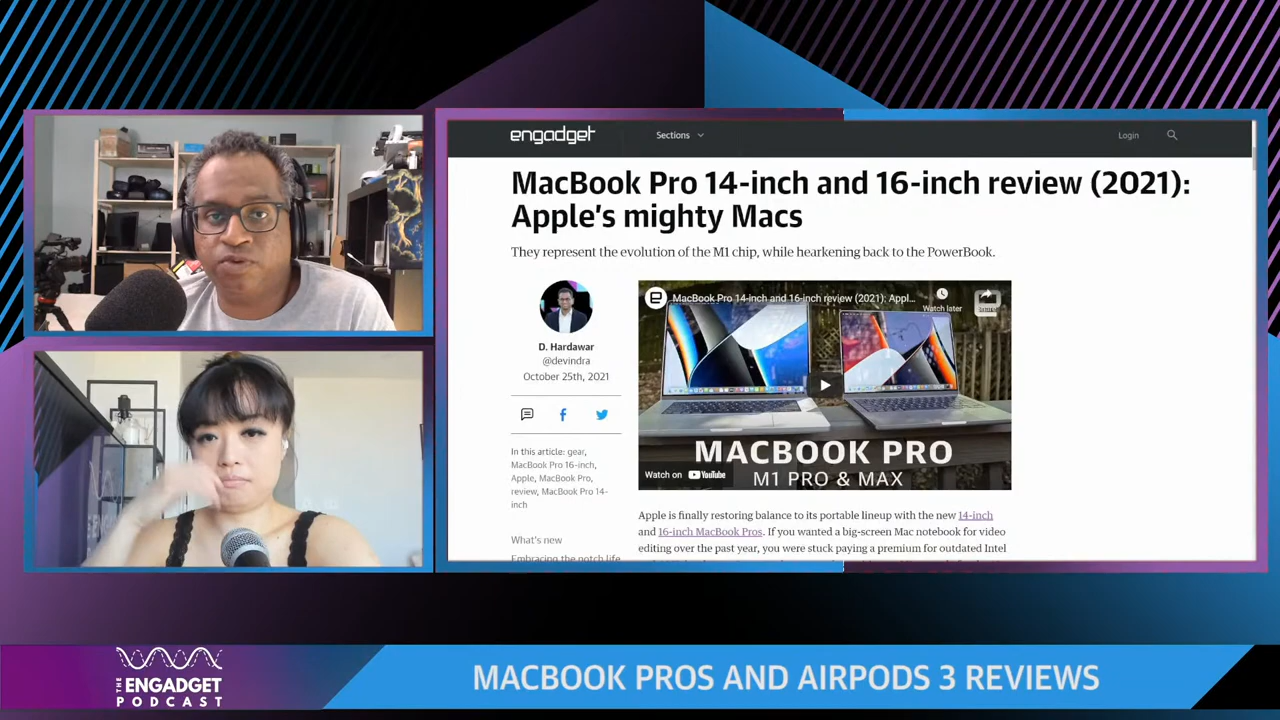 engadget
Sections
Login
MacBook Pro 14-inch and 16-inch review (2021):
Apple's mighty Macs
They represent the evolution of the M1 chip, while hearkening back to the PowerBook.
D. Hardawar
@devindra
October 25th, 2021
In this article: gear,
MacBook Pro 16-inch,
Apple, MacBook Pro,
review, MacBook Pro 14-
inch
What's new
Embracing the notch life
MacBook Pro 14-inch and 16-inch review (2021): Appl...
Watch later
MACBOOK PRO
M1 PRO & MAX
Watch on YouTube
Apple is finally restoring balance to its portable lineup with the new 14-inch
and 16-inch MacBook Pros. If you wanted a big-screen Mac notebook for video
editing over the past year, you were stuck paying a premium for outdated Intel
THE ENGADGET
PODCAST
MACBOOK PROS AND AIRPODS 3 REVIEWS